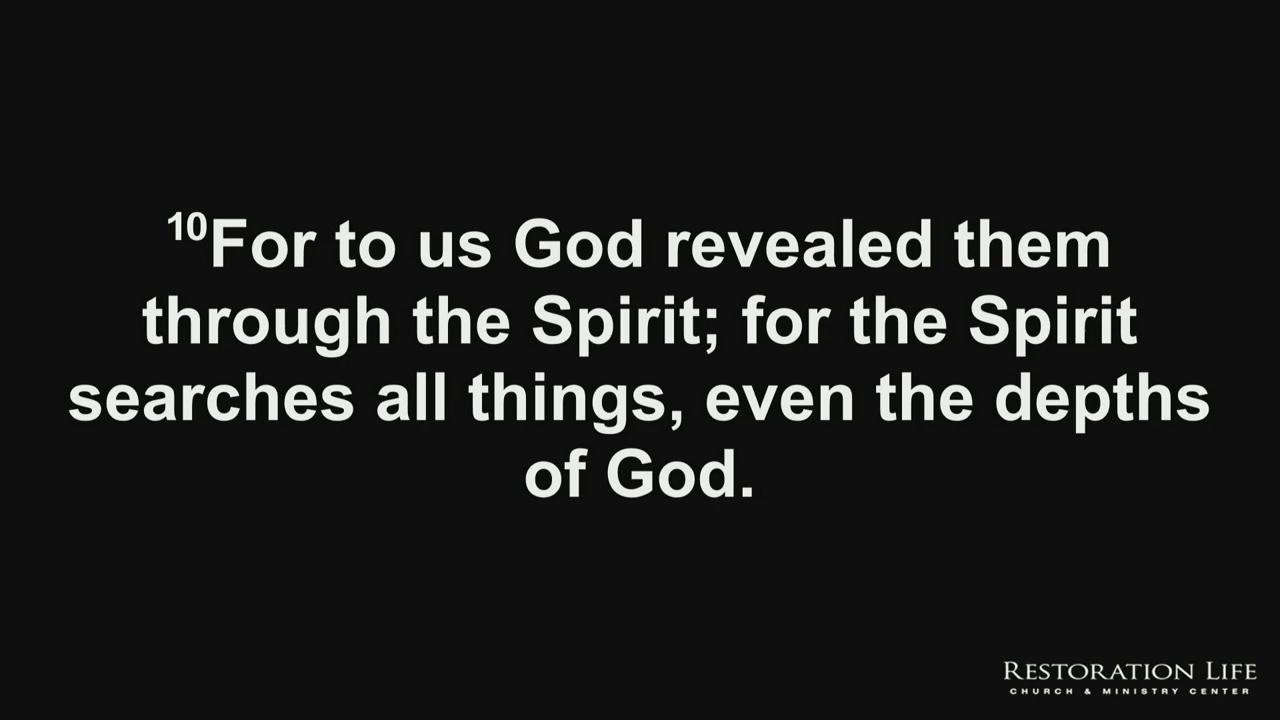 ¹⁰For to us God revealed them
through the Spirit; for the Spirit
searches all things, even the depths
of God.
RESTORATION LIFE
CHURCH & MINISTRY CENTER